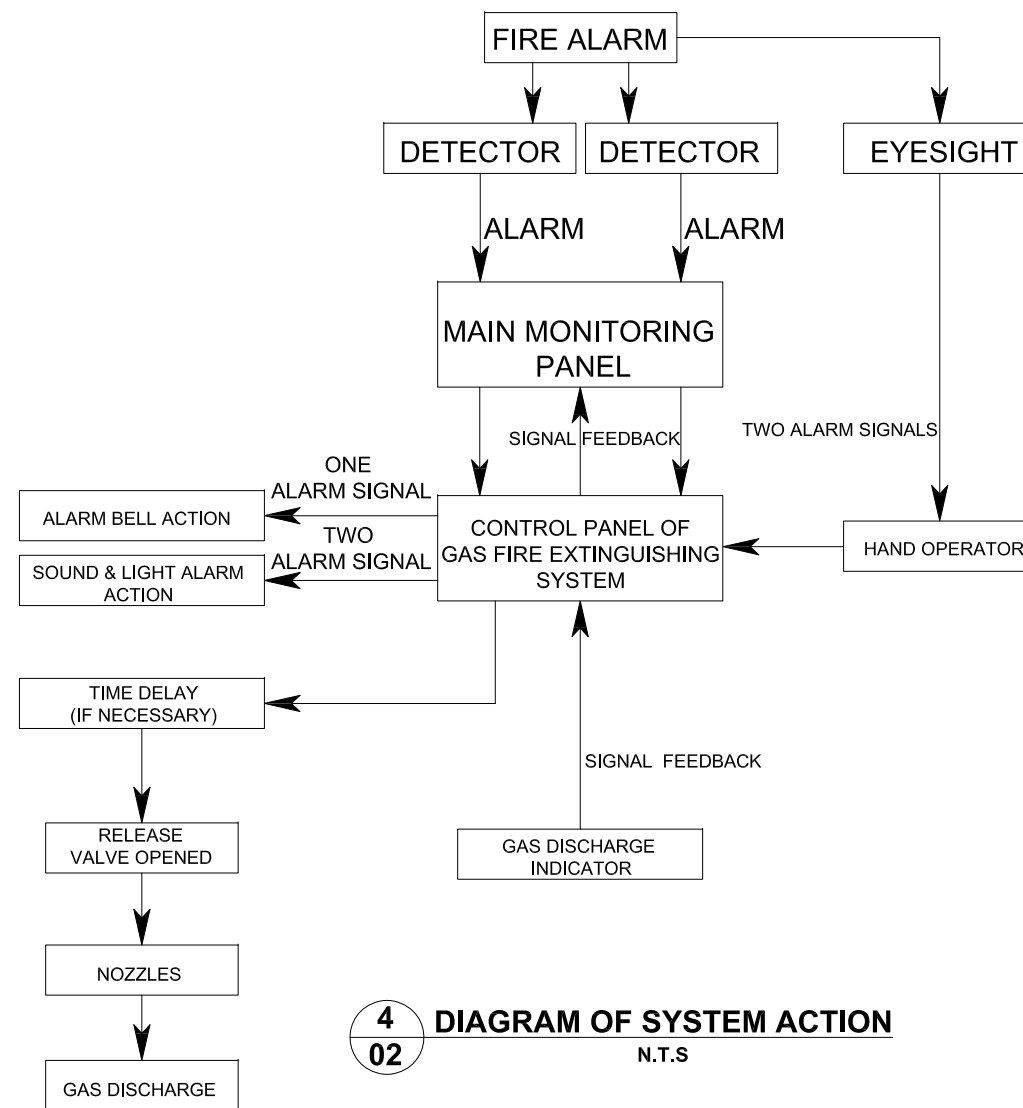 FIRE ALARM
DETECTOR
DETECTOR
EYESIGHT
ALARM
ALARM
MAIN MONITORING
PANEL
SIGNAL FEEDBACK
TWO ALARM SIGNALS
ONE
ALARM SIGNAL
ALARM BELL ACTION
TWO
ALARM SIGNAL
SOUND & LIGHT ALARM
ACTION
CONTROL PANEL OF
GAS FIRE EXTINGUISHING
SYSTEM
HAND OPERATOR
TIME DELAY
(IF NECESSARY)
SIGNAL FEEDBACK
RELEASE
VALVE OPENED
GAS DISCHARGE
INDICATOR
NOZZLES
GAS DISCHARGE
4
02
DIAGRAM OF SYSTEM ACTION
N.T.S